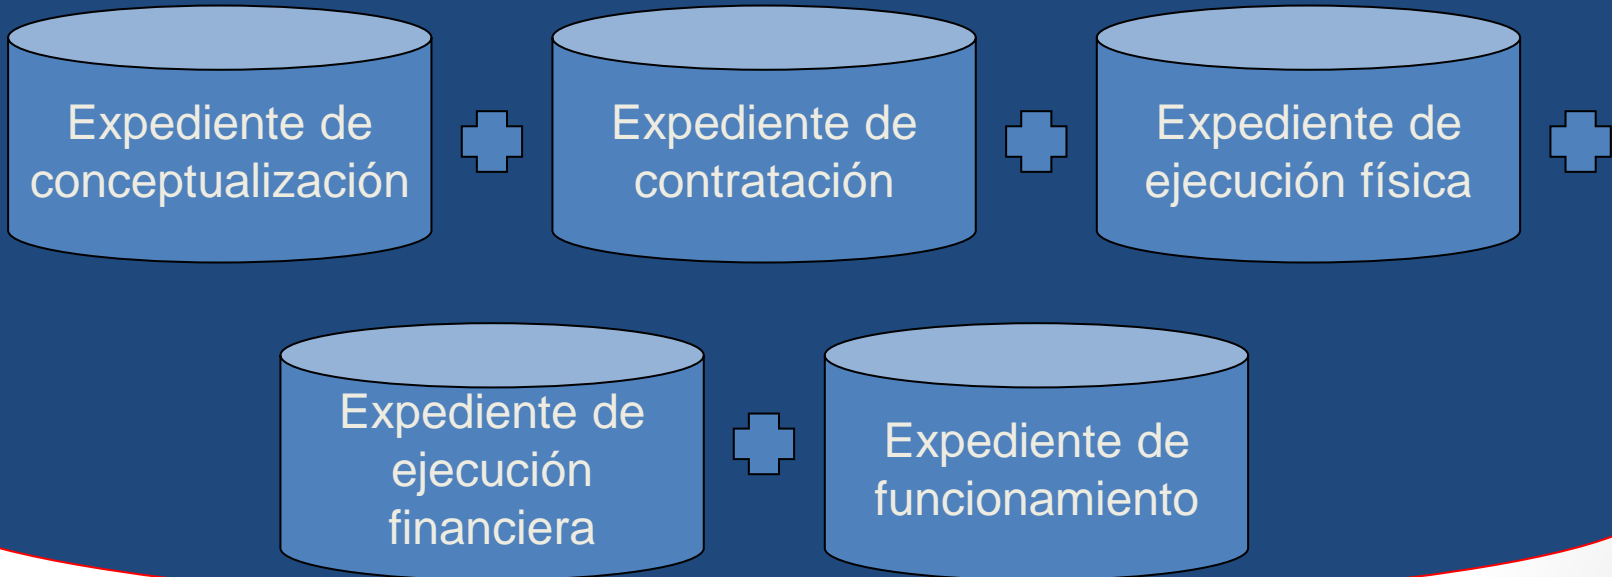 Expediente de
conceptualización
Expediente de
contratación
Expediente de
ejecución física
Expediente de
ejecución
financiera
Expediente de
funcionamiento